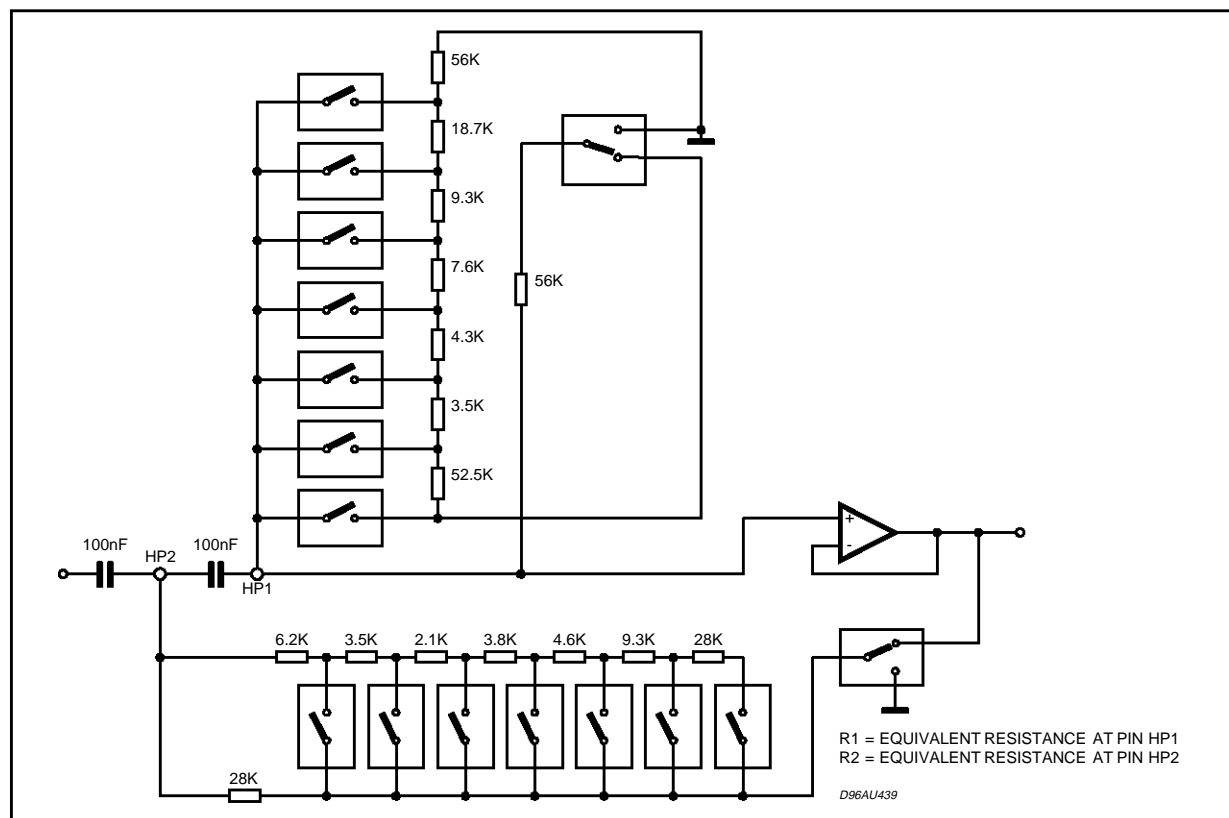 56K
18.7K
9.3K
7.6K
56K
4.3K
3.5K
52.5K
+
-
100nF
HP2
100nF
HP1
6.2K
3.5K
2.1K
3.8K
4.6K
9.3K
28K
28K
R1 = EQUIVALENT RESISTANCE AT PIN HP1
R2 = EQUIVALENT RESISTANCE AT PIN HP2
D96AU439